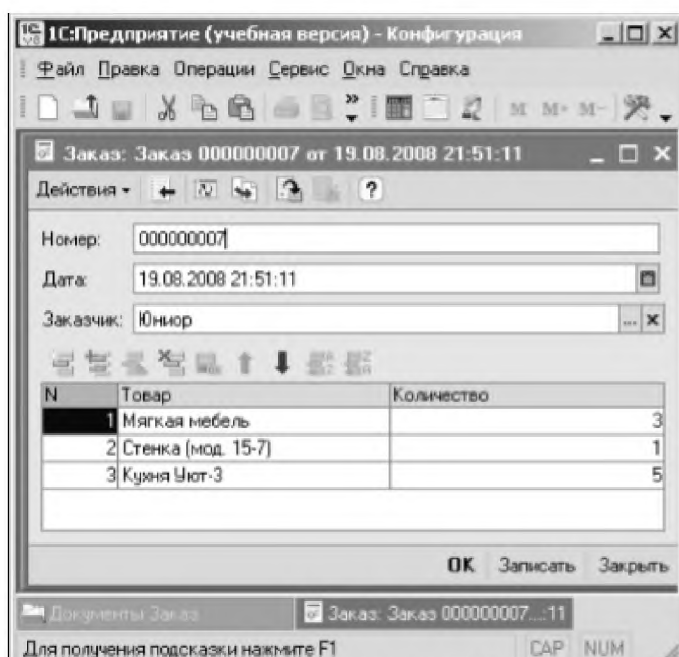 1С:Предприятие (учебная версия) - Конфигурация
Файл Правка Операции Сервис Окна Справка
M M+ M-
Заказ: Заказ 000000007 от 19.08.2008 21:51:11
Действия
Номер: 000000007
Дата: 19.08.2008 21:51:11
Заказчик: Юниор
N Товар Количество
1 Мягкая мебель 3
2 Стенка (мод. 15-7) 1
3 Кухня Уют-3 5
OK Записать Закрыть
Документы Заказ Заказ: Заказ 000000007...:11
Для получения подсказки нажмите F1 CAP NUM